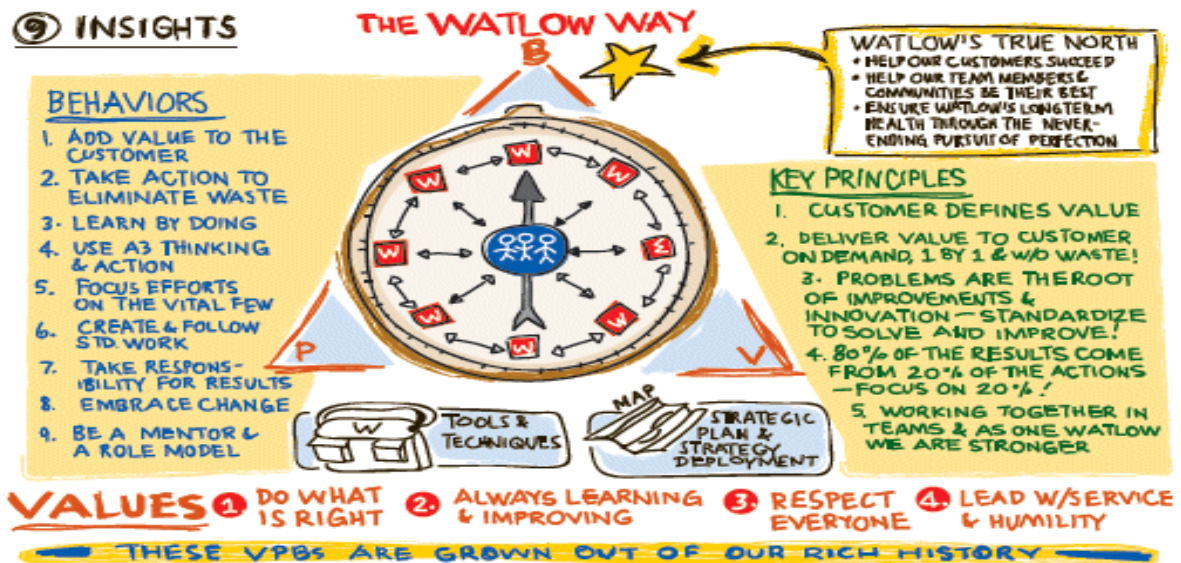 9 INSIGHTS
THE WATLOW WAY
B
WATLOW'S TRUE NORTH
• HELP OUR CUSTOMERS SUCCEED
• HELP OUR TEAM MEMBERS &
COMMUNITIES BE THEIR BEST
• ENSURE WATLOW'S LONG TERM
HEALTH THROUGH THE NEVER-
ENDING PURSUIT OF PERFECTION
BEHAVIORS
1. ADD VALUE TO THE
CUSTOMER
2. TAKE ACTION TO
ELIMINATE WASTE
3. LEARN BY DOING
4. USE A3 THINKING
& ACTION
5. FOCUS EFFORTS
ON THE VITAL FEW
6. CREATE & FOLLOW
STD. WORK
7. TAKE RESPONS-
IBILITY FOR RESULTS
8. EMBRACE CHANGE
9. BE A MENTOR &
A ROLE MODEL
W
W
W
W
W
W
W
W
P
V
KEY PRINCIPLES
1. CUSTOMER DEFINES VALUE
2. DELIVER VALUE TO CUSTOMER
ON DEMAND, 1 BY 1 & W/O WASTE!
3. PROBLEMS ARE THE ROOT
OF IMPROVEMENTS &
INNOVATION — STANDARDIZE
TO SOLVE AND IMPROVE!
4. 80% OF THE RESULTS COME
FROM 20% OF THE ACTIONS
— FOCUS ON 20%!
5. WORKING TOGETHER IN
TEAMS & AS ONE WATLOW
WE ARE STRONGER
W
TOOLS &
TECHNIQUES
MAP
STRATEGIC
PLAN &
STRATEGY
DEPLOYMENT
VALUES
1. DO WHAT
IS RIGHT
2. ALWAYS LEARNING
& IMPROVING
3. RESPECT
EVERYONE
4. LEAD W/SERVICE
& HUMILITY
THESE VPBs ARE GROWN OUT OF OUR RICH HISTORY